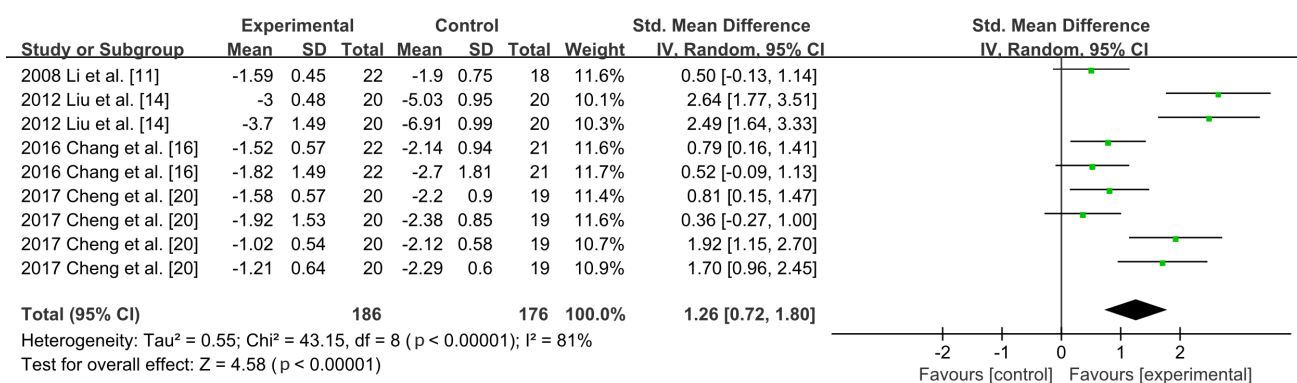 Experimental Control Std. Mean Difference Std. Mean Difference
Study or Subgroup Mean SD Total Mean SD Total Weight IV, Random, 95% CI IV, Random, 95% CI
2008 Li et al. [11] -1.59 0.45 22 -1.9 0.75 18 11.6% 0.50 [-0.13, 1.14]
2012 Liu et al. [14] -3 0.48 20 -5.03 0.95 20 10.1% 2.64 [1.77, 3.51]
2012 Liu et al. [14] -3.7 1.49 20 -6.91 0.99 20 10.3% 2.49 [1.64, 3.33]
2016 Chang et al. [16] -1.52 0.57 22 -2.14 0.94 21 11.6% 0.79 [0.16, 1.41]
2016 Chang et al. [16] -1.82 1.49 22 -2.7 1.81 21 11.7% 0.52 [-0.09, 1.13]
2017 Cheng et al. [20] -1.58 0.57 20 -2.2 0.9 19 11.4% 0.81 [0.15, 1.47]
2017 Cheng et al. [20] -1.92 1.53 20 -2.38 0.85 19 11.6% 0.36 [-0.27, 1.00]
2017 Cheng et al. [20] -1.02 0.54 20 -2.12 0.58 19 10.7% 1.92 [1.15, 2.70]
2017 Cheng et al. [20] -1.21 0.64 20 -2.29 0.6 19 10.9% 1.70 [0.96, 2.45]
Total (95% CI) 186 176 100.0% 1.26 [0.72, 1.80]
Heterogeneity: Tau² = 0.55; Chi² = 43.15, df = 8 (p < 0.00001); I² = 81%
Test for overall effect: Z = 4.58 (p < 0.00001)
-2 -1 0 1 2
Favours [control] Favours [experimental]